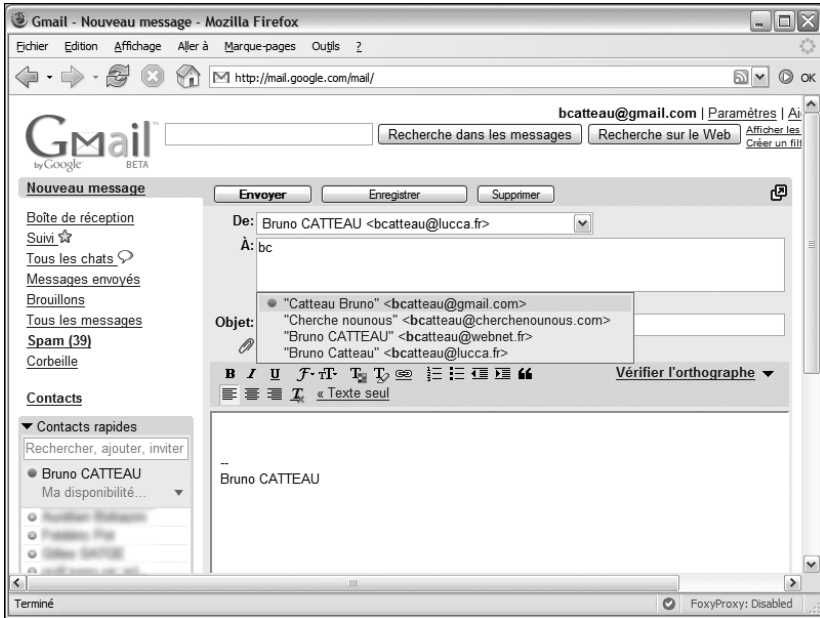 Gmail - Nouveau message - Mozilla Firefox
Fichier Edition Affichage Aller à Marque-pages Outils ?
http://mail.google.com/mail/ OK
bcatteau@gmail.com | Paramètres | Ai
Gmail™ by Google BETA
Recherche dans les messages Recherche sur le Web
Afficher les
Créer un filt
Nouveau message
Envoyer Enregistrer Supprimer
Boîte de réception
Suivi
Tous les chats
Messages envoyés
Brouillons
Tous les messages
Spam (39)
Corbeille
Contacts
Contacts rapides
Rechercher, ajouter, inviter
Bruno CATTEAU
Ma disponibilité...
De: Bruno CATTEAU <bcatteau@lucca.fr>
À: bc
"Catteau Bruno" <bcatteau@gmail.com>
"Cherche nounous" <bcatteau@cherchenounous.com>
"Bruno CATTEAU" <bcatteau@webnet.fr>
"Bruno Catteau" <bcatteau@lucca.fr>
Objet:
B I U Vérifier l'orthographe
« Texte seul
--
Bruno CATTEAU
Terminé FoxyProxy: Disabled